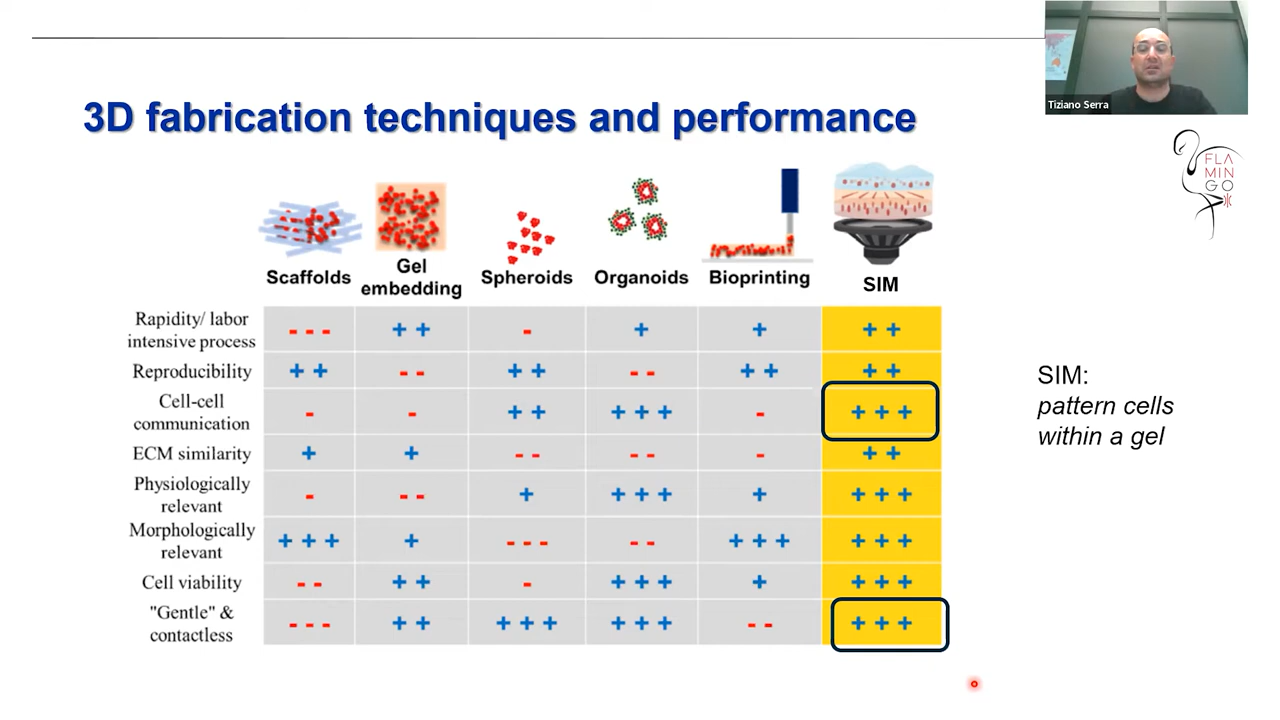 Tiziano Serra
3D fabrication techniques and performance
FLA
MIN
GO
Scaffolds
Gel
embedding
Spheroids
Organoids
Bioprinting
SIM
Rapidity/ labor
intensive process
- - -
+ +
-
+
+
+ +
Reproducibility
+ +
- -
+ +
- -
+ +
+ +
Cell-cell
communication
-
-
+ +
+ + +
-
+ + +
ECM similarity
+
+
- -
- -
-
+ +
Physiologically
relevant
-
- -
+
+ + +
+
+ + +
Morphologically
relevant
+ + +
+
- - -
- -
+ + +
+ + +
Cell viability
- -
+ +
-
+ + +
+
+ + +
"Gentle" &
contactless
- - -
+ +
+ + +
+ + +
- -
+ + +
SIM:
pattern cells
within a gel